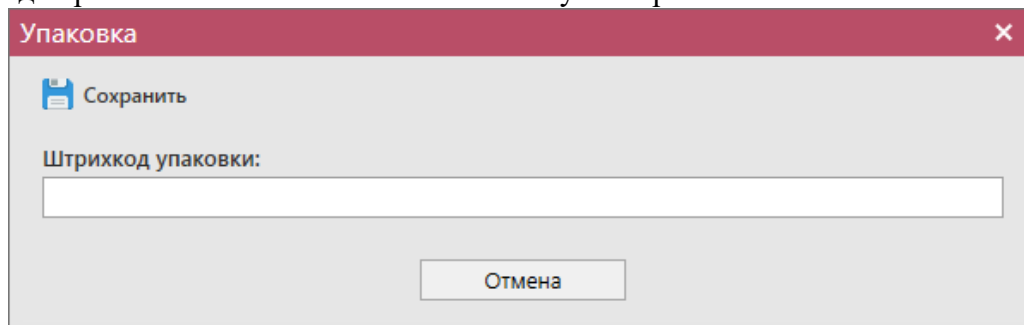 Упаковка
Сохранить
Штрихкод упаковки:
Отмена